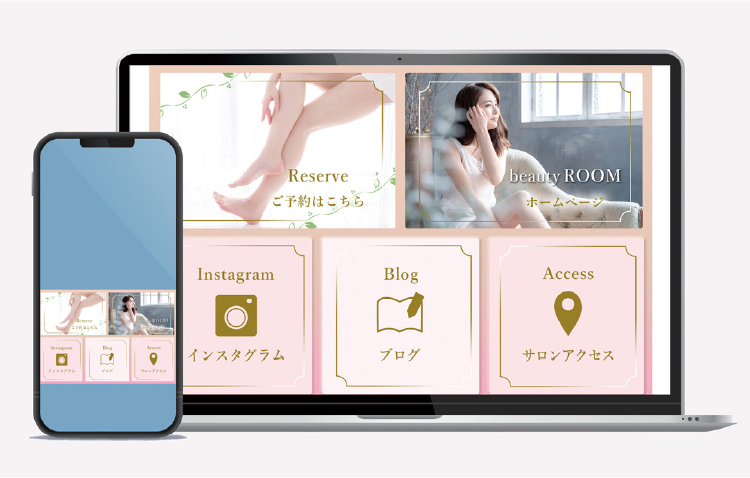 Reserve
ご予約はこちら
beauty ROOM
ホームページ
Instagram
インスタグラム
Blog
ブログ
Access
サロンアクセス
Reserve
ご予約はこちら
Instagram
インスタグラム
Blog
ブログ
Access
サロンアクセス